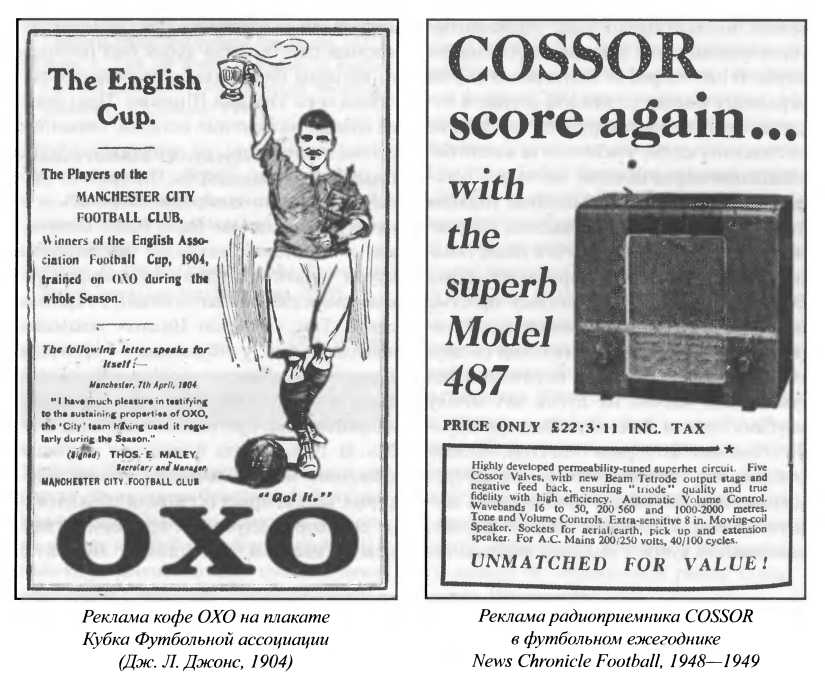 The English
Cup.
The Players of the
MANCHESTER CITY
FOOTBALL CLUB,
Winners of the English Asso-
ciation Football Cup, 1904,
trained on OXO during the
whole Season.
The following letter speaks for
itself:—
Manchester, 7th April, 1904
"I have much pleasure in testifying
to the sustaining properties of OXO,
the 'City' team having used it regu-
larly during the Season."
(Signed) THOS. E. MALEY,
Secretary and Manager,
MANCHESTER CITY FOOTBALL CLUB
OXO
"Got it."
OXO
Реклама кофе OXO на плакате
Кубка Футбольной ассоциации
(Дж. Л. Джонс, 1904)
COSSOR
score again...
with
the
superb
Model
487
PRICE ONLY £22·3·11 INC. TAX
*
Highly developed permeability-tuned superhet circuit. Five
Cossor Valves, with new Beam Tetrode output stage and
negative feed back, ensuring "triode" quality and true
fidelity with high efficiency. Automatic Volume Control.
Wavebands 16 to 50, 200 560 and 1000-2000 metres.
Tone and Volume Controls. Extra-sensitive 8 in. Moving-coil
Speaker. Sockets for aerial, earth, pick up and extension
speaker. For A.C. Mains 200/250 volts, 40/100 cycles.
UNMATCHED FOR VALUE!
Реклама радиоприемника COSSOR
в футбольном ежегоднике
News Chronicle Football, 1948—1949